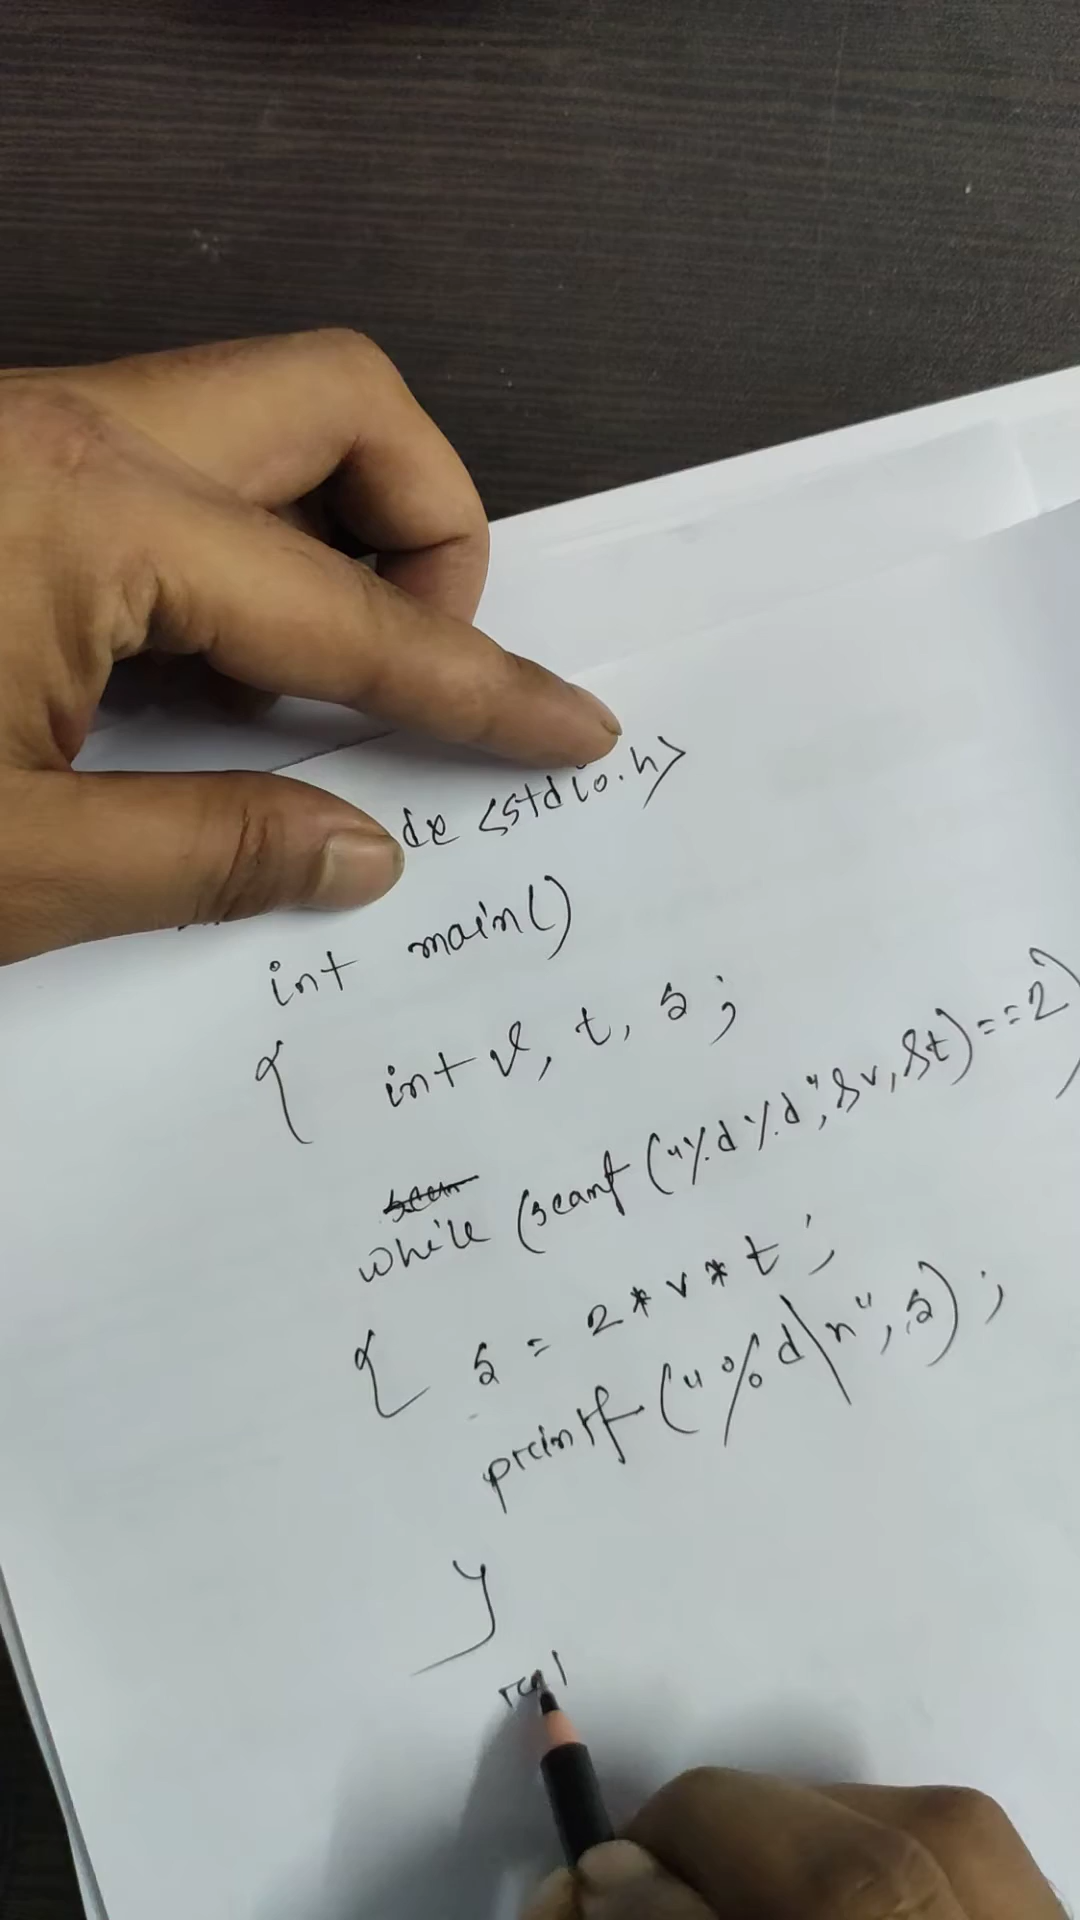 de <stdio.h>
int main()
{ int v, t, s;
while (scanf ("%d%d", &v, &t)==2)
{ s = 2*v*t;
printf ("%d\n", s);
}